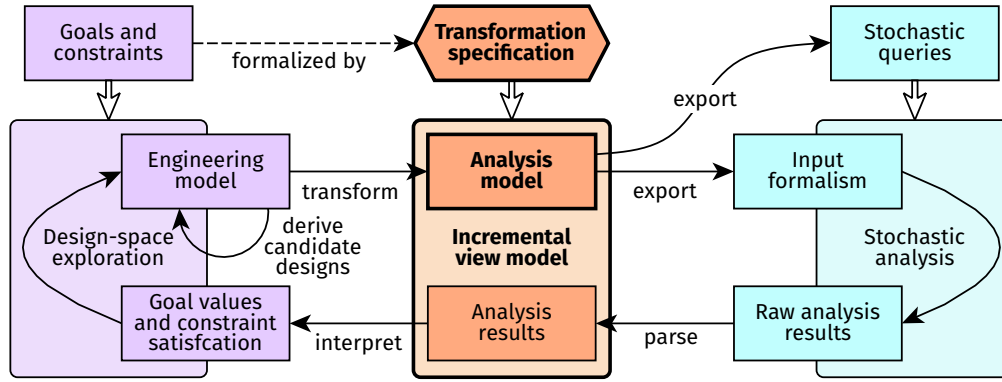 Goals and
constraints
formalized by
Transformation
specification
Stochastic
queries
export
Engineering
model
transform
Analysis
model
export
Input
formalism
derive
candidate
designs
Design-space
exploration
Incremental
view model
Stochastic
analysis
Goal values
and constraint
satisfcation
interpret
Analysis
results
parse
Raw analysis
results